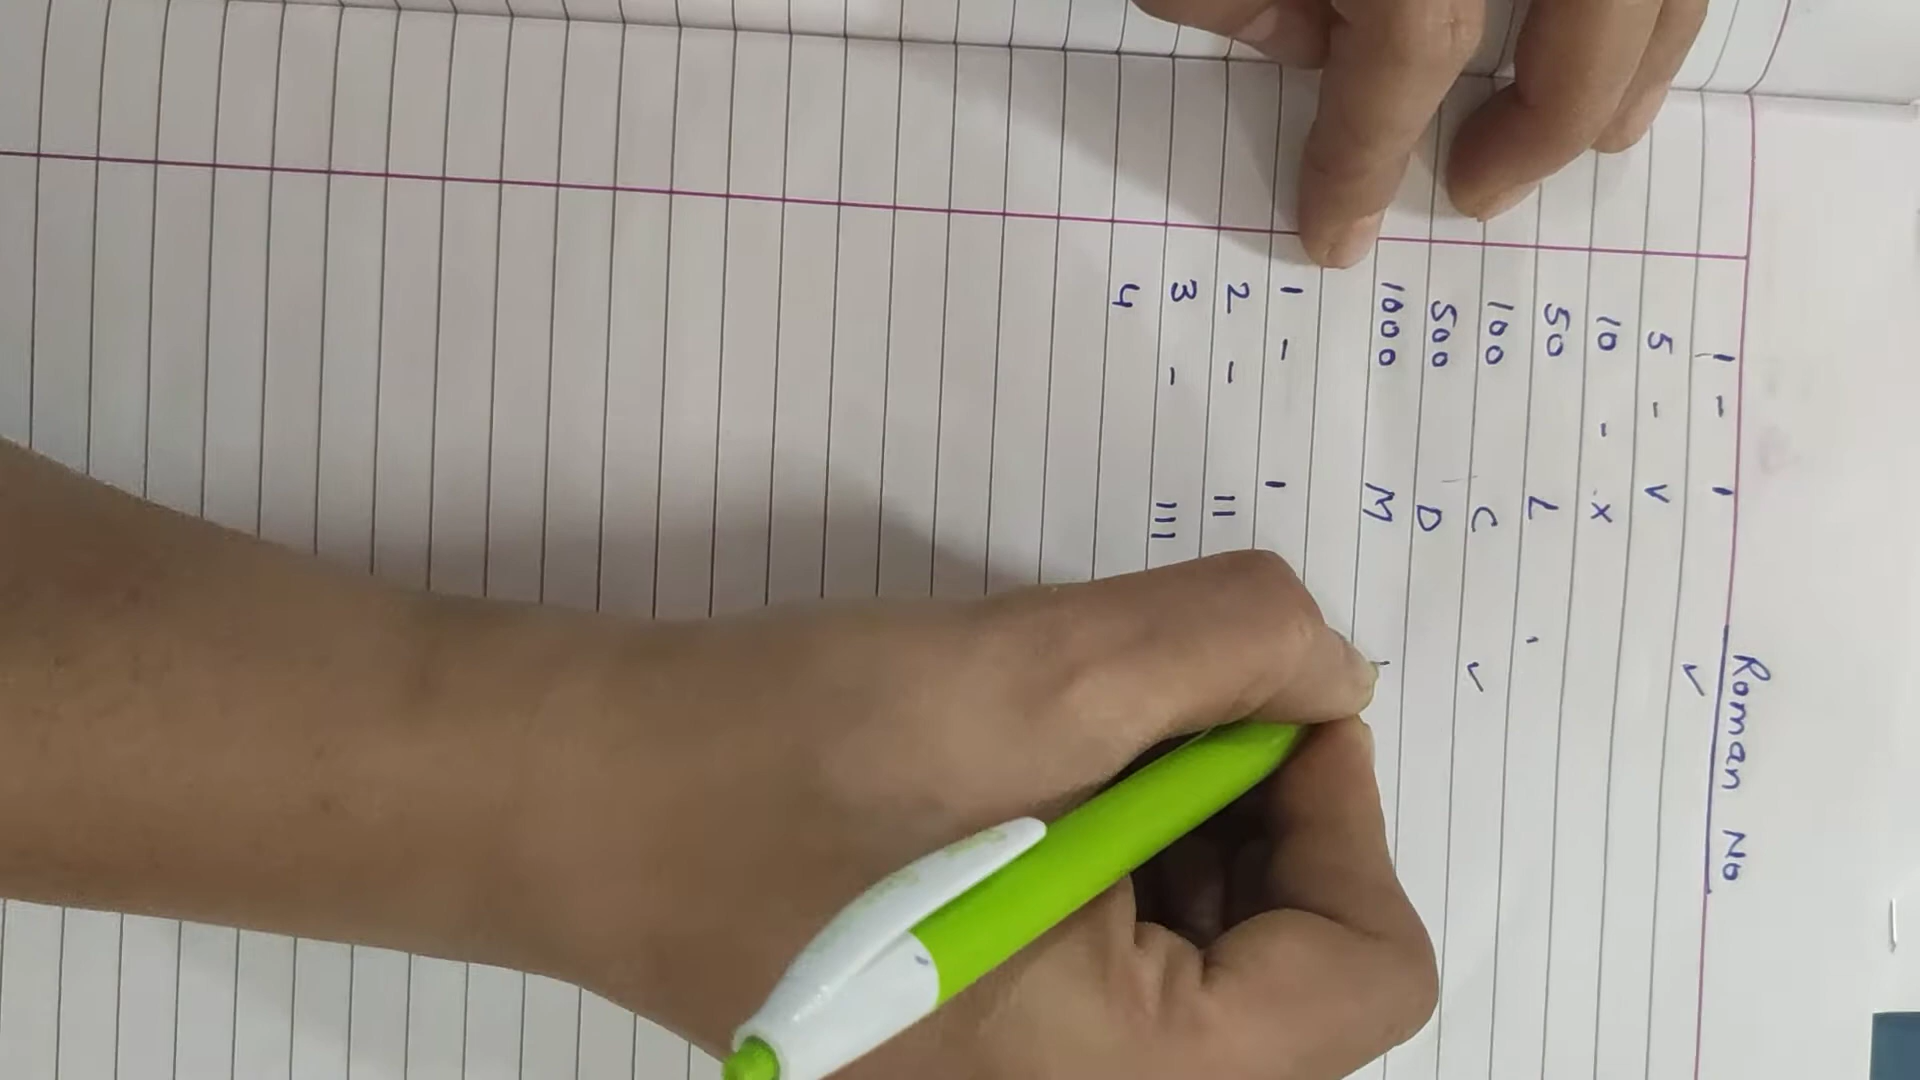 Roman No
1 - I
5 - V
10 - X
50 L
100 C
500 D
1000 M
1 - I
2 - II
3 - III
4